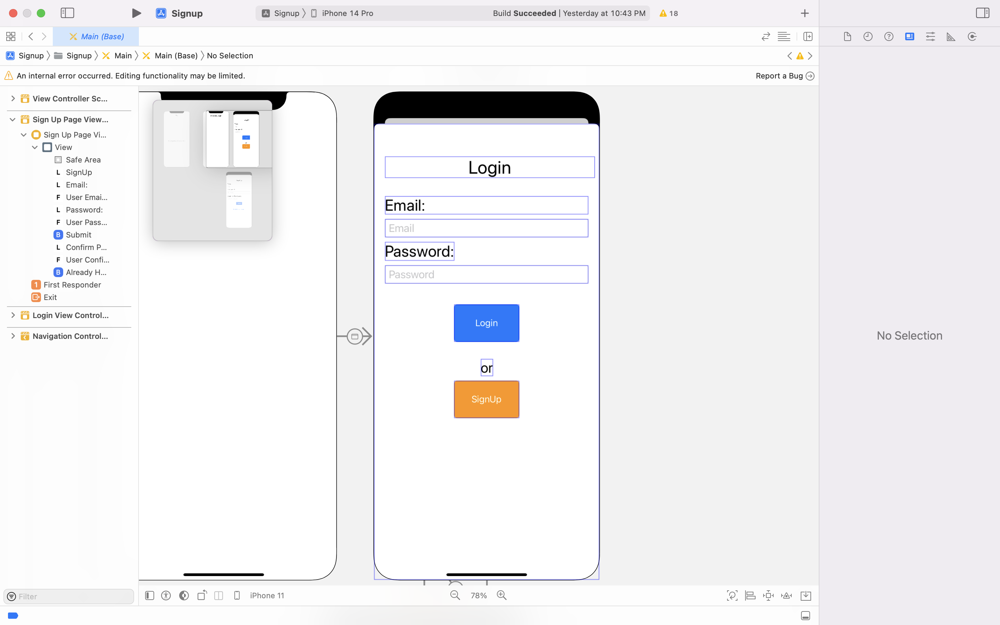 Signup
Signup
iPhone 14 Pro
Build Succeeded | Yesterday at 10:43 PM
18
Main (Base)
Signup
Signup
Main
Main (Base)
No Selection
An internal error occurred. Editing functionality may be limited.
Report a Bug
View Controller Sc...
Sign Up Page View...
Sign Up Page Vi...
View
Safe Area
L SignUp
L Email:
F User Emai...
L Password:
F User Pass...
B Submit
L Confirm P...
F User Confi...
B Already H...
1 First Responder
Exit
Login View Control...
Navigation Control...
Filter
Login
Email:
Email
Password:
Password
Login
or
SignUp
iPhone 11
78%
No Selection